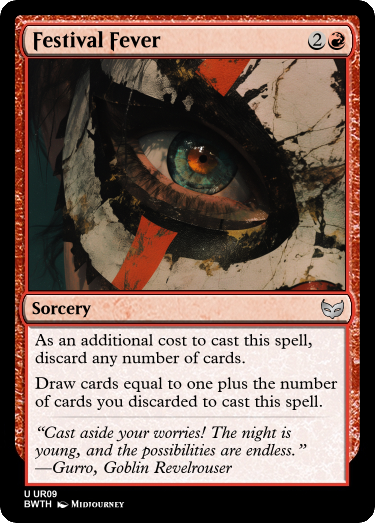 Festival Fever 2
Sorcery
As an additional cost to cast this spell,
discard any number of cards.
Draw cards equal to one plus the number
of cards you discarded to cast this spell.
“Cast aside your worries! The night is
young, and the possibilities are endless.”
—Gurro, Goblin Revelrouser
U UR09
BWTH Midjourney